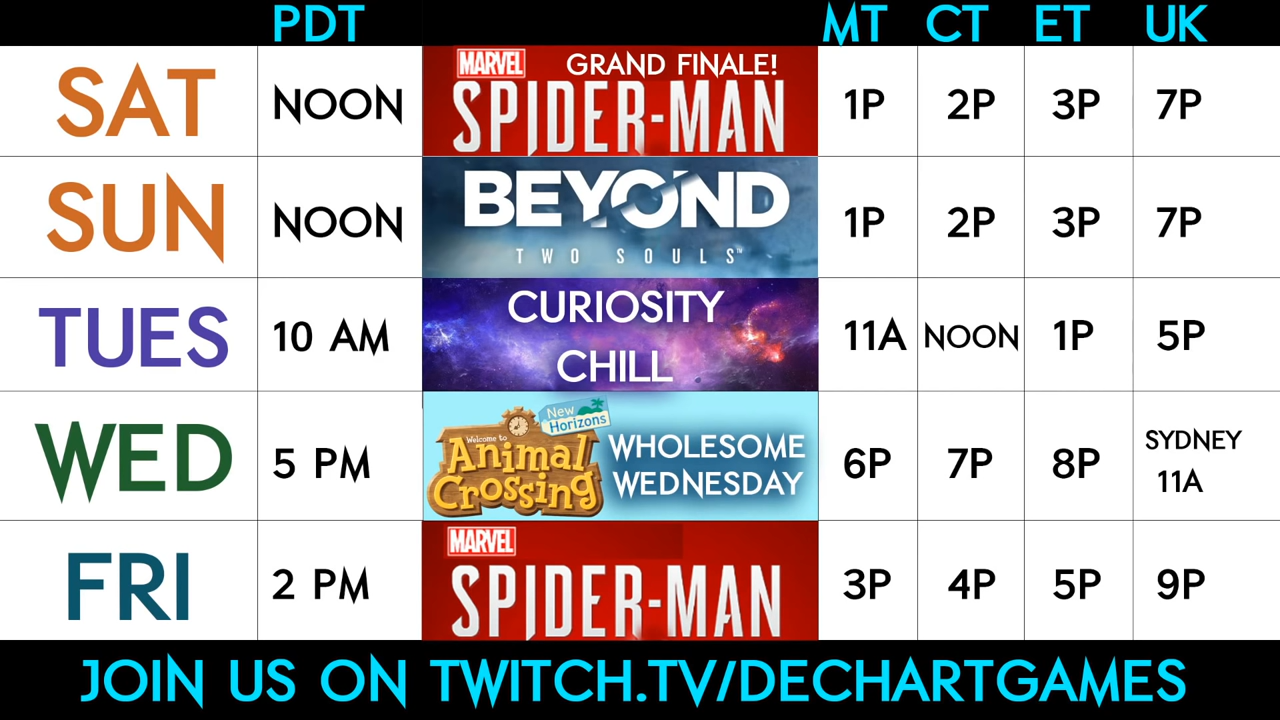 PDT MT CT ET UK
SAT NOON MARVEL GRAND FINALE! 1P 2P 3P 7P
SPIDER-MAN
SUN NOON BEYOND 1P 2P 3P 7P
TWO SOULS™
TUES 10 AM CURIOSITY 11A NOON 1P 5P
CHILL
WED 5 PM Welcome to Animal Crossing New Horizons WHOLESOME 6P 7P 8P SYDNEY
WEDNESDAY 11A
FRI 2 PM MARVEL 3P 4P 5P 9P
SPIDER-MAN
JOIN US ON TWITCH.TV/DECHARTGAMES